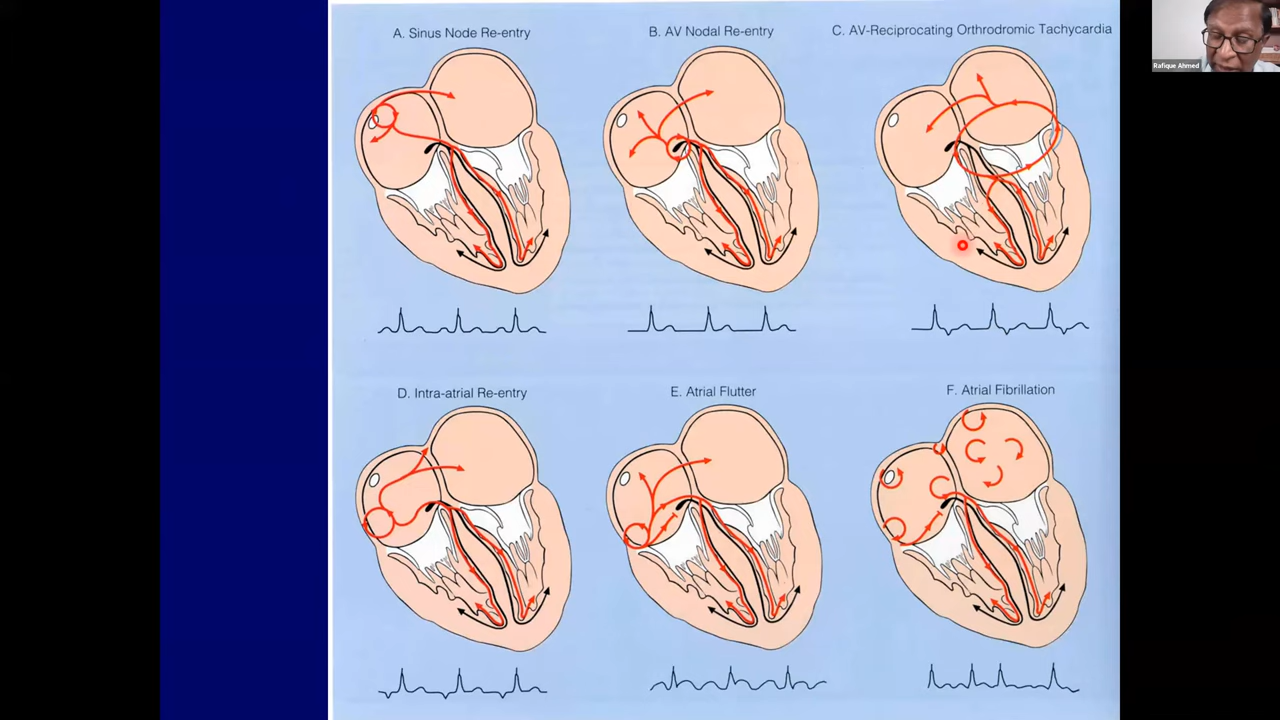 A. Sinus Node Re-entry
B. AV Nodal Re-entry
C. AV-Reciprocating Orthrodromic Tachycardia
Rafique Ahmed
D. Intra-atrial Re-entry
E. Atrial Flutter
F. Atrial Fibrillation